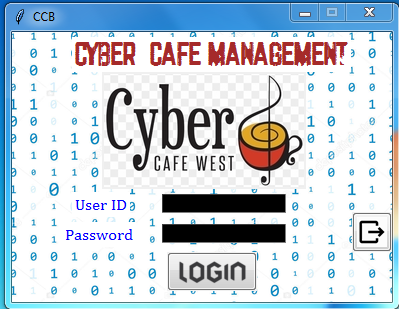 CCB
CYBER CAFE MANAGEMENT
Cyber
CAFE WEST
User ID
Password
LOGIN